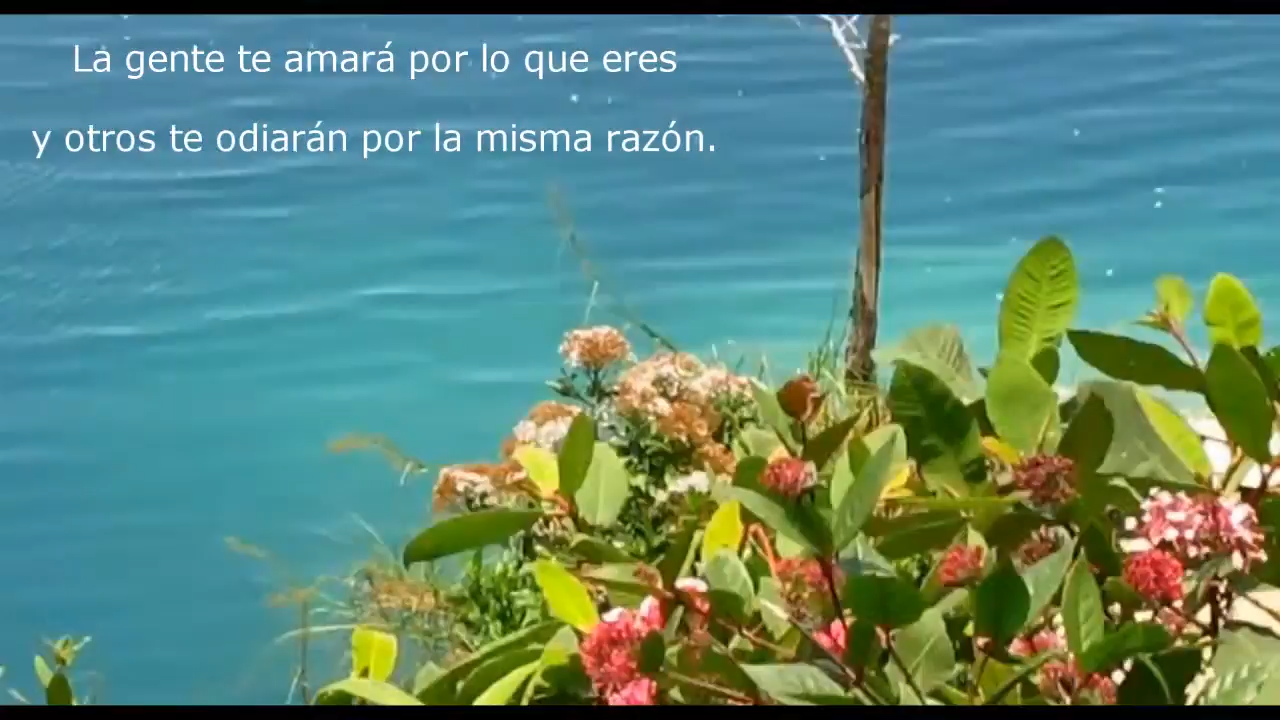 La gente te amará por lo que eres
y otros te odiarán por la misma razón.